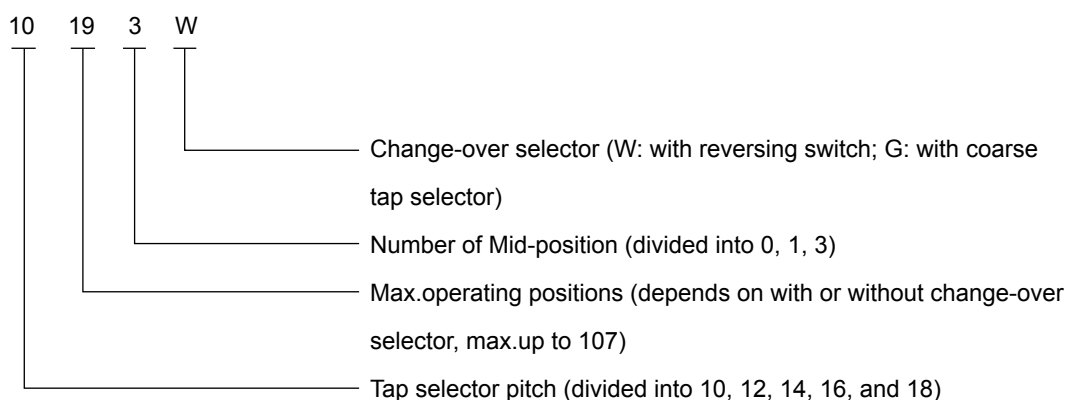 10 19 3 W
Change-over selector (W: with reversing switch; G: with coarse
tap selector)
Number of Mid-position (divided into 0, 1, 3)
Max.operating positions (depends on with or without change-over
selector, max.up to 107)
Tap selector pitch (divided into 10, 12, 14, 16, and 18)